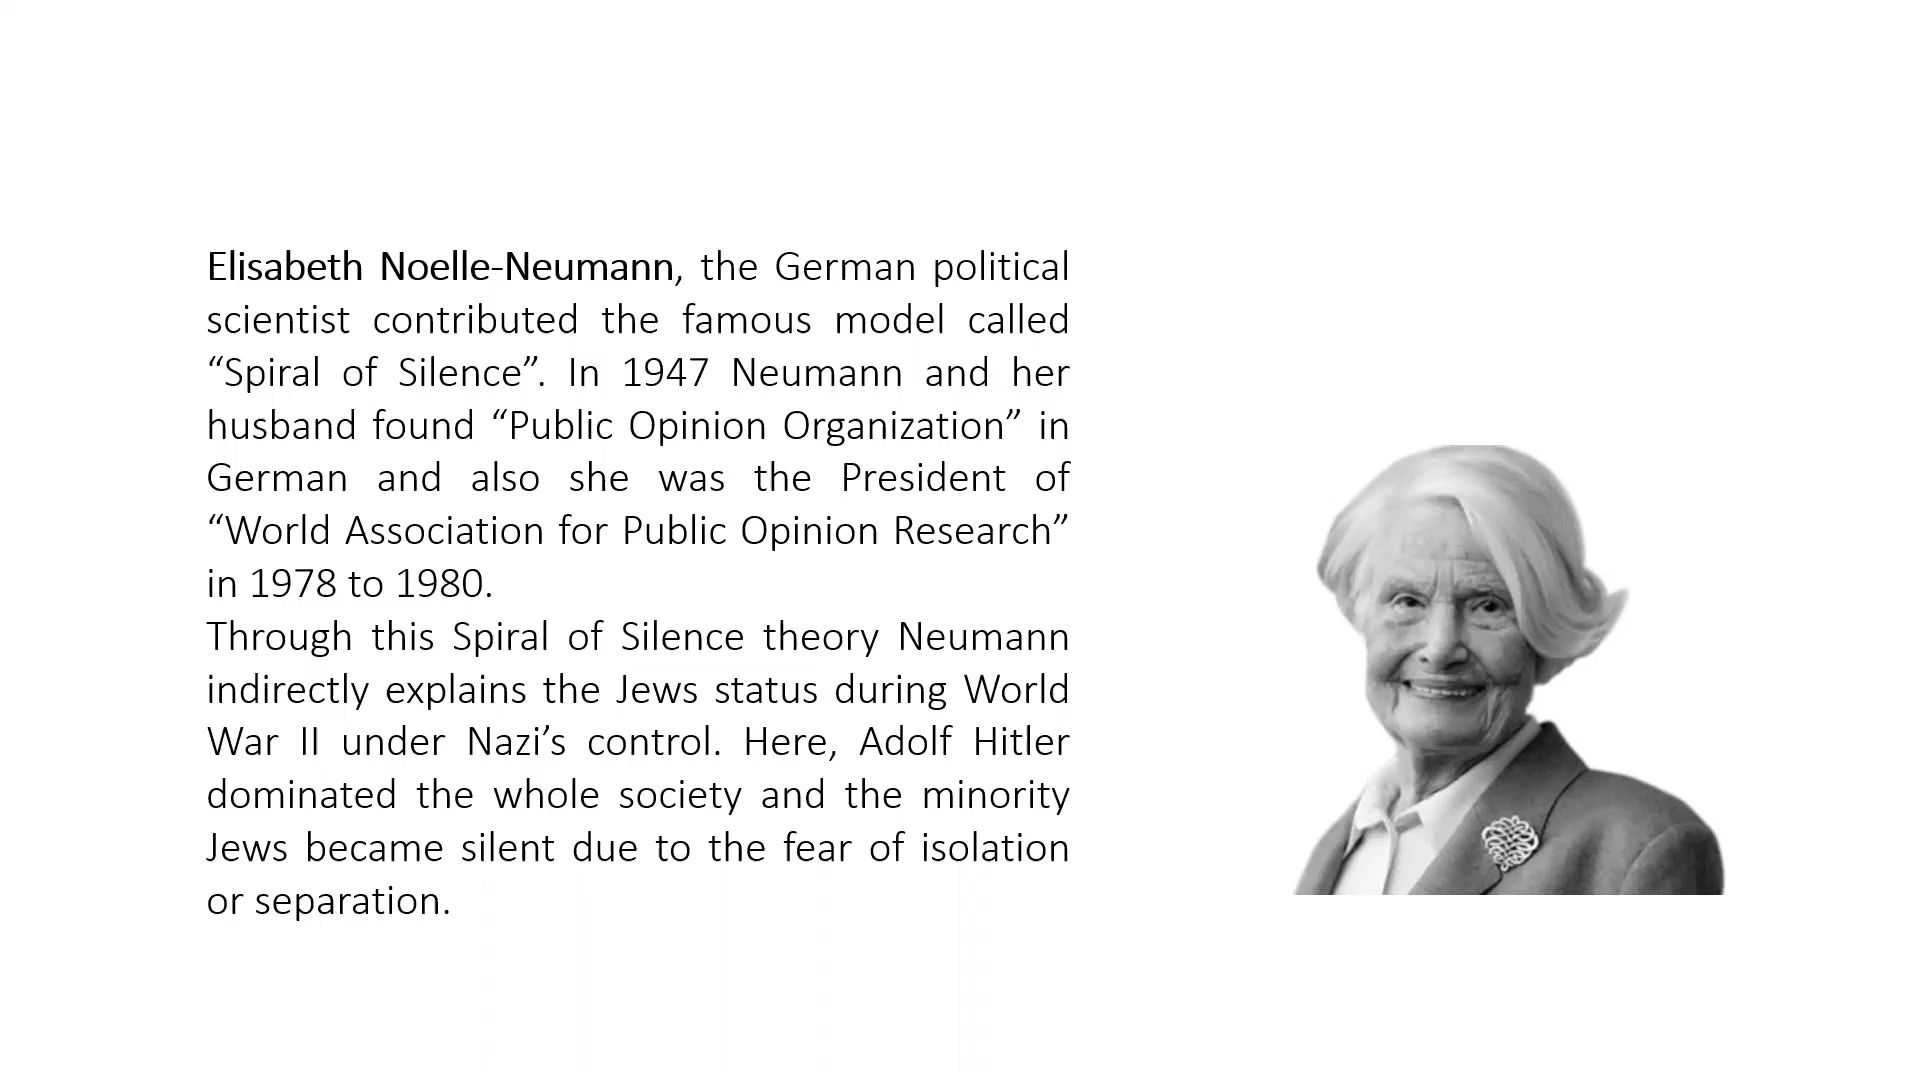 Elisabeth Noelle-Neumann, the German political
scientist contributed the famous model called
“Spiral of Silence”. In 1947 Neumann and her
husband found “Public Opinion Organization” in
German and also she was the President of
“World Association for Public Opinion Research”
in 1978 to 1980.
Through this Spiral of Silence theory Neumann
indirectly explains the Jews status during World
War II under Nazi’s control. Here, Adolf Hitler
dominated the whole society and the minority
Jews became silent due to the fear of isolation
or separation.